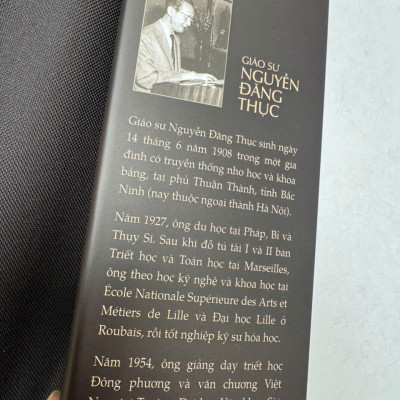 GIÁO SƯ
NGUYỄN
ĐĂNG
THỤC
Giáo sư Nguyễn Đăng Thục sinh ngày
14 tháng 6 năm 1908 trong một gia
đình có truyền thống nho học và khoa
bảng, tại phủ Thuận Thành, tỉnh Bắc
Ninh (nay thuộc ngoại thành Hà Nội).
Năm 1927, ông du học tại Pháp, Bỉ và
Thụy Sĩ. Sau khi đỗ tú tài I và II ban
Triết học và Toán học tại Marseilles,
ông theo học kỹ nghệ và khoa học tại
École Nationale Supérieure des Arts et
Métiers de Lille và Đại học Lille ở
Roubais, rồi tốt nghiệp kỹ sư hóa học.
Năm 1954, ông giảng dạy triết học
Đông phương và văn chương Việt